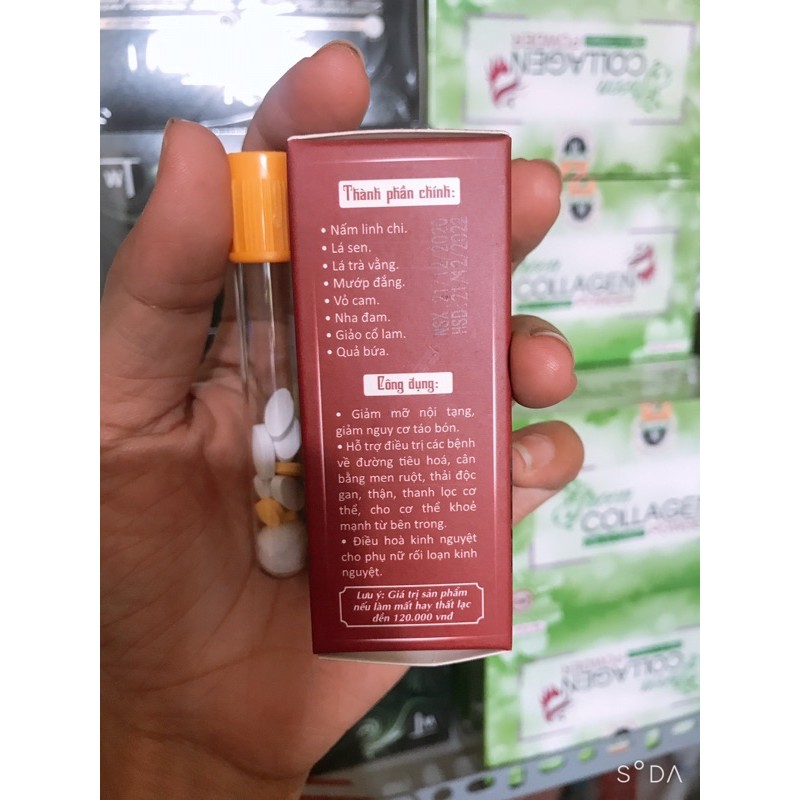 Thành phần chính:
• Nấm linh chi.
• Lá sen.
• Lá trà vằng.
• Mướp đắng.
• Vỏ cam.
• Nha đam.
• Giảo cổ lam.
• Quả bứa.
NSX: 21/12/2020
HSD: 21/12/2022
Công dụng:
• Giảm mỡ nội tạng,
giảm nguy cơ táo bón.
• Hỗ trợ điều trị các bệnh
về đường tiêu hoá, cân
bằng men ruột, thải độc
gan, thận, thanh lọc cơ
thể, cho cơ thể khoẻ
mạnh từ bên trong.
• Điều hoà kinh nguyệt
cho phụ nữ rối loạn kinh
nguyệt.
Lưu ý: Giá trị sản phẩm
nếu làm mất hay thất lạc
đền 120.000 vnđ
COLLAGEN
POWDER
COLLAGEN
COLLAGEN
COLLAGEN
POWDER
W
SODA